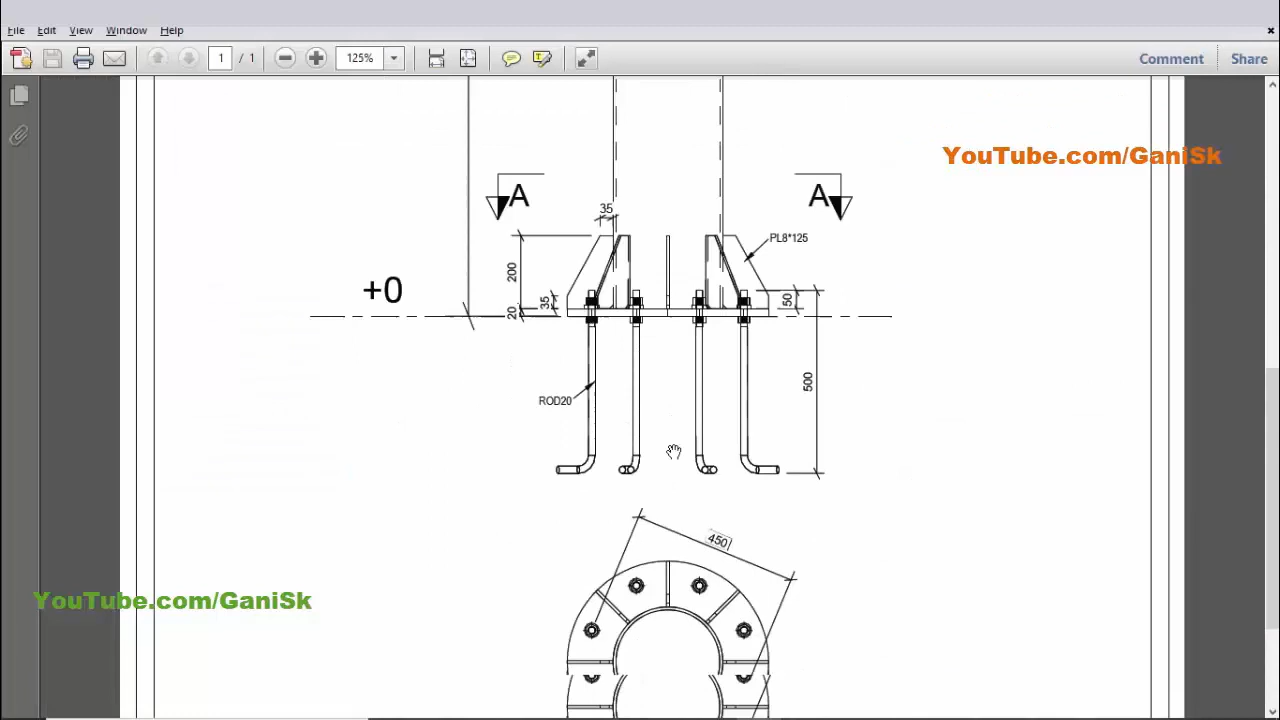 File Edit View Window Help
1 / 1 125% Comment Share
YouTube.com/GaniSk
A A
35
PL8*125
200
+0
35
50
20
500
ROD20
450
YouTube.com/GaniSk